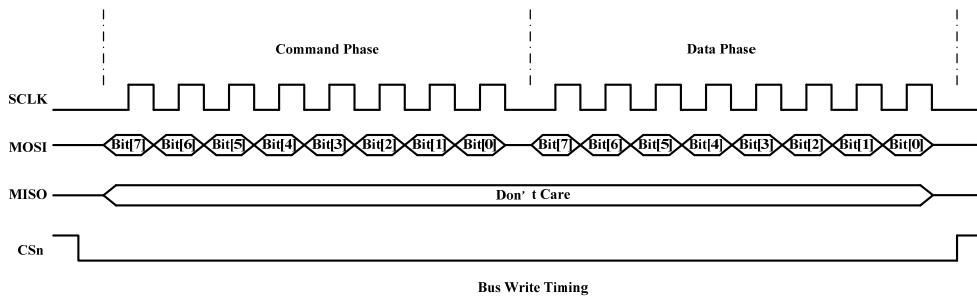 Command Phase Data Phase
SCLK
MOSI Bit[7] Bit[6] Bit[5] Bit[4] Bit[3] Bit[2] Bit[1] Bit[0] Bit[7] Bit[6] Bit[5] Bit[4] Bit[3] Bit[2] Bit[1] Bit[0]
MISO Don't Care
CSn
Bus Write Timing